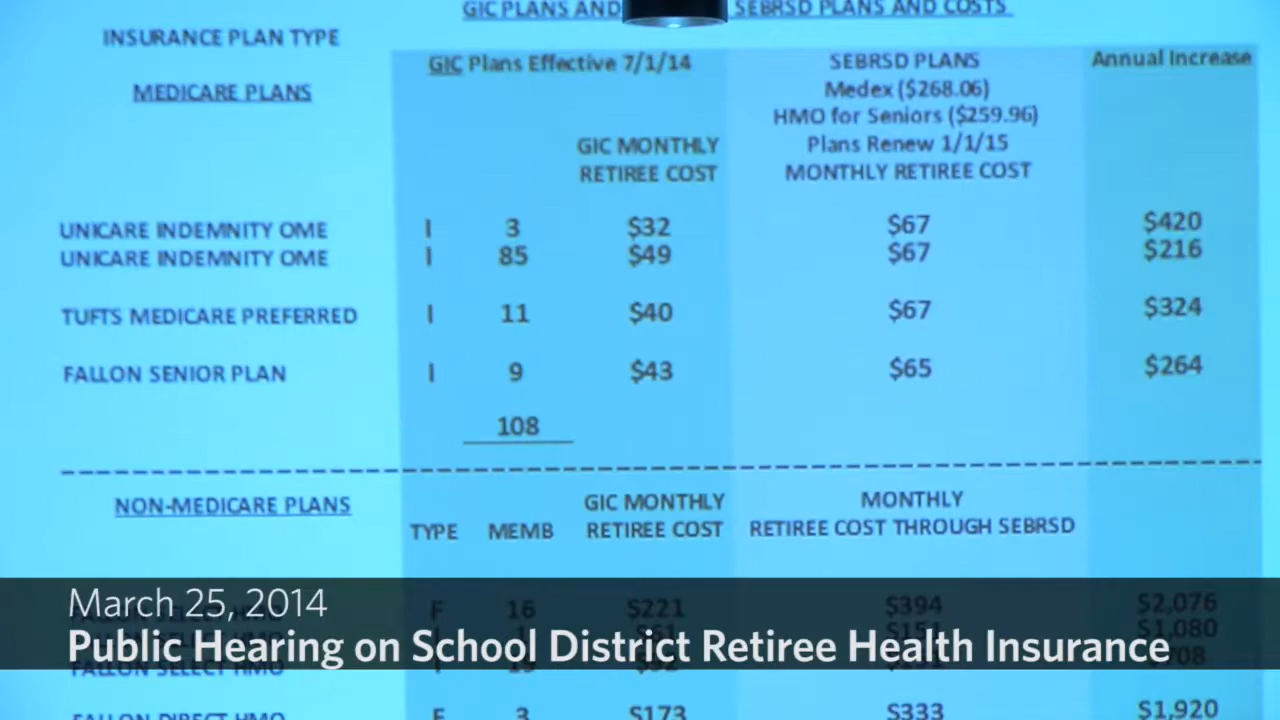 GIC PLANS AND SEBRSD PLANS AND COSTS
INSURANCE PLAN TYPE
GIC Plans Effective 7/1/14
SEBRSD PLANS
Annual Increase
MEDICARE PLANS
Medex ($268.06)
HMO for Seniors ($259.96)
GIC MONTHLY
Plans Renew 1/1/15
RETIREE COST
MONTHLY RETIREE COST
UNICARE INDEMNITY OME I 3 $32 $67 $420
UNICARE INDEMNITY OME I 85 $49 $67 $216
TUFTS MEDICARE PREFERRED I 11 $40 $67 $324
FALLON SENIOR PLAN I 9 $43 $65 $264
108
NON-MEDICARE PLANS
GIC MONTHLY
MONTHLY
TYPE MEMB RETIREE COST RETIREE COST THROUGH SEBRSD
March 25, 2014
F 16 $221 $394 $2,076
Public Hearing on School District Retiree Health Insurance
$1,080
FALLON SELECT HMO
FALLON DIRECT HMO F 3 $173 $333 $1,920